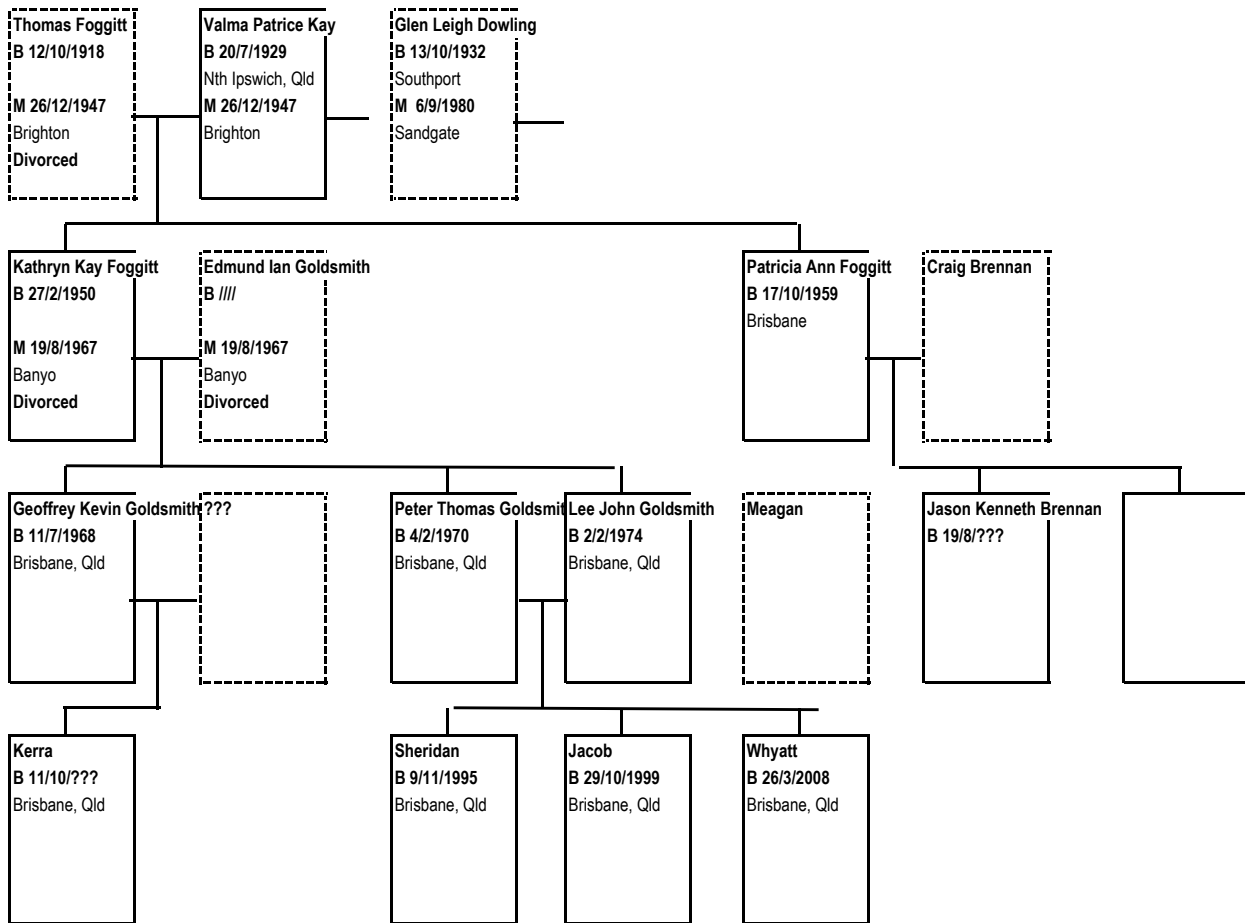 Thomas Foggitt
B 12/10/1918
M 26/12/1947
Brighton
Divorced
Valma Patrice Kay
B 20/7/1929
Nth Ipswich, Qld
M 26/12/1947
Brighton
Glen Leigh Dowling
B 13/10/1932
Southport
M 6/9/1980
Sandgate
Kathryn Kay Foggitt
B 27/2/1950
M 19/8/1967
Banyo
Divorced
Edmund Ian Goldsmith
B ////
M 19/8/1967
Banyo
Divorced
Patricia Ann Foggitt
B 17/10/1959
Brisbane
Craig Brennan
Geoffrey Kevin Goldsmith
B 11/7/1968
Brisbane, Qld
???
Peter Thomas Goldsmit
B 4/2/1970
Brisbane, Qld
Lee John Goldsmith
B 2/2/1974
Brisbane, Qld
Meagan
Jason Kenneth Brennan
B 19/8/???
Kerra
B 11/10/???
Brisbane, Qld
Sheridan
B 9/11/1995
Brisbane, Qld
Jacob
B 29/10/1999
Brisbane, Qld
Whyatt
B 26/3/2008
Brisbane, Qld